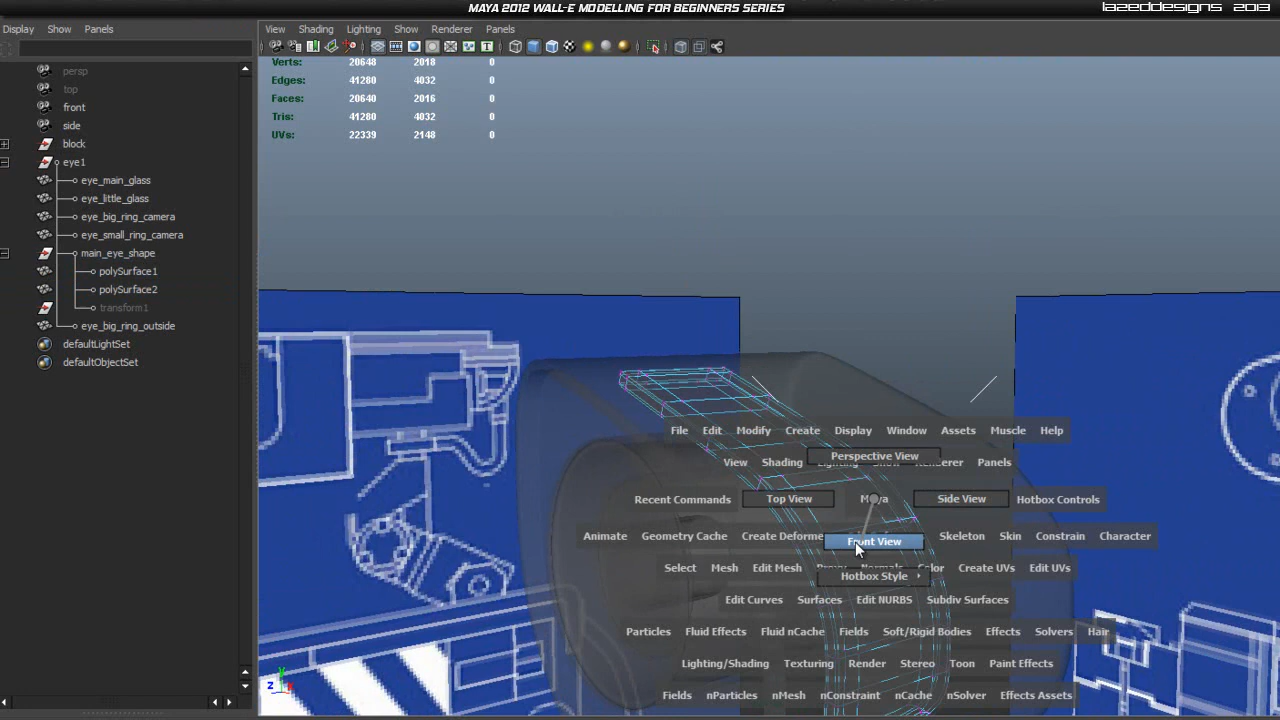 MAYA 2012 WALL-E MODELLING FOR BEGINNERS SERIES
lazeddesigns 2013
Display Show Panels
View Shading Lighting Show Renderer Panels
Verts: 20648 2018 0
Edges: 41280 4032 0
Faces: 20640 2016 0
Tris: 41280 4032 0
UVs: 22339 2148 0
persp
top
front
side
block
eye1
eye_main_glass
eye_little_glass
eye_big_ring_camera
eye_small_ring_camera
main_eye_shape
polySurface1
polySurface2
transform1
eye_big_ring_outside
defaultLightSet
defaultObjectSet
File Edit Modify Create Display Window Assets Muscle Help
Perspective View
View Shading Lighting Show Renderer Panels
Recent Commands Top View Maya Side View Hotbox Controls
Animate Geometry Cache Create Deforme Front View Skeleton Skin Constrain Character
Select Mesh Edit Mesh Proxy Normals Color Create UVs Edit UVs
Hotbox Style
Edit Curves Surfaces Edit NURBS Subdiv Surfaces
Particles Fluid Effects Fluid nCache Fields Soft/Rigid Bodies Effects Solvers Hair
Lighting/Shading Texturing Render Stereo Toon Paint Effects
Fields nParticles nMesh nConstraint nCache nSolver Effects Assets
Y
Z